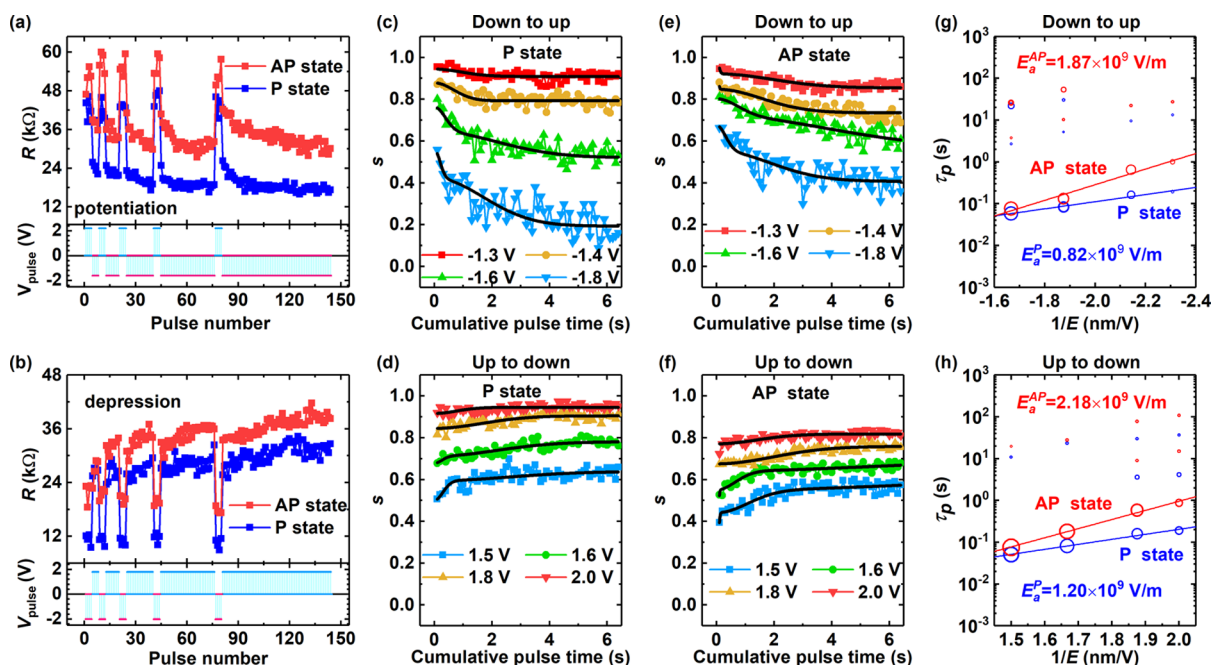 (a)
60
48
36
24
12
R (kΩ)
AP state
P state
potentiation
2
0
-2
V_pulse (V)
0 30 60 90 120 150
Pulse number
(b)
48
36
24
12
R (kΩ)
depression
AP state
P state
2
0
-2
V_pulse (V)
0 30 60 90 120 150
Pulse number
(c)
Down to up
P state
1.0
0.8
0.6
0.4
0.2
0.0
s
-1.3 V -1.4 V
-1.6 V -1.8 V
0 2 4 6
Cumulative pulse time (s)
(d)
Up to down
P state
1.0
0.8
0.6
0.4
0.2
0.0
s
1.5 V 1.6 V
1.8 V 2.0 V
0 2 4 6
Cumulative pulse time (s)
(e)
Down to up
AP state
1.0
0.8
0.6
0.4
0.2
0.0
s
-1.3 V -1.4 V
-1.6 V -1.8 V
0 2 4 6
Cumulative pulse time (s)
(f)
Up to down
AP state
1.0
0.8
0.6
0.4
0.2
0.0
s
1.5 V 1.6 V
1.8 V 2.0 V
0 2 4 6
Cumulative pulse time (s)
(g)
Down to up
10³
10²
10¹
10⁰
10⁻¹
10⁻²
10⁻³
τ_p (s)
E_a^AP=1.87×10⁹ V/m
AP state
P state
E_a^P=0.82×10⁹ V/m
-1.6 -1.8 -2.0 -2.2 -2.4
1/E (nm/V)
(h)
Up to down
10³
10²
10¹
10⁰
10⁻¹
10⁻²
10⁻³
τ_p (s)
E_a^AP=2.18×10⁹ V/m
AP state
P state
E_a^P=1.20×10⁹ V/m
1.5 1.6 1.7 1.8 1.9 2.0
1/E (nm/V)